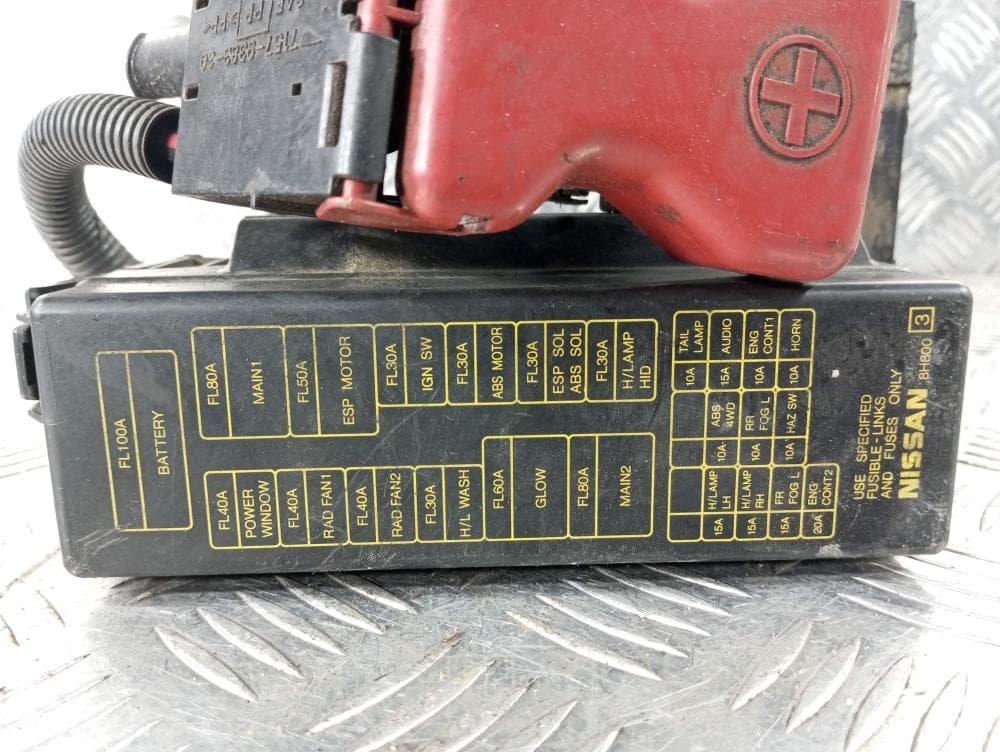 7157-9363-30
FL100A
BATTERY
FL80A
MAIN1
FL50A
ESP MOTOR
FL30A
IGN SW
FL30A
ABS MOTOR
FL30A
ESP SOL
ABS SOL
FL30A
H/LAMP
HID
FL40A
POWER
WINDOW
FL40A
RAD FAN1
FL40A
RAD FAN2
FL30A
H/L WASH
FL60A
GLOW
FL80A
MAIN2
TAIL
LAMP
10A
AUDIO
15A
ENG
CONT1
10A
HORN
10A
ABS
4WD
10A
RR
FOG L
10A
HAZ SW
10A
H/LAMP
LH
15A
H/LAMP
RH
15A
FR
FOG L
15A
ENG
CONT2
20A
USE SPECIFIED
FUSIBLE-LINKS
AND FUSES ONLY
NISSAN 8H800 3